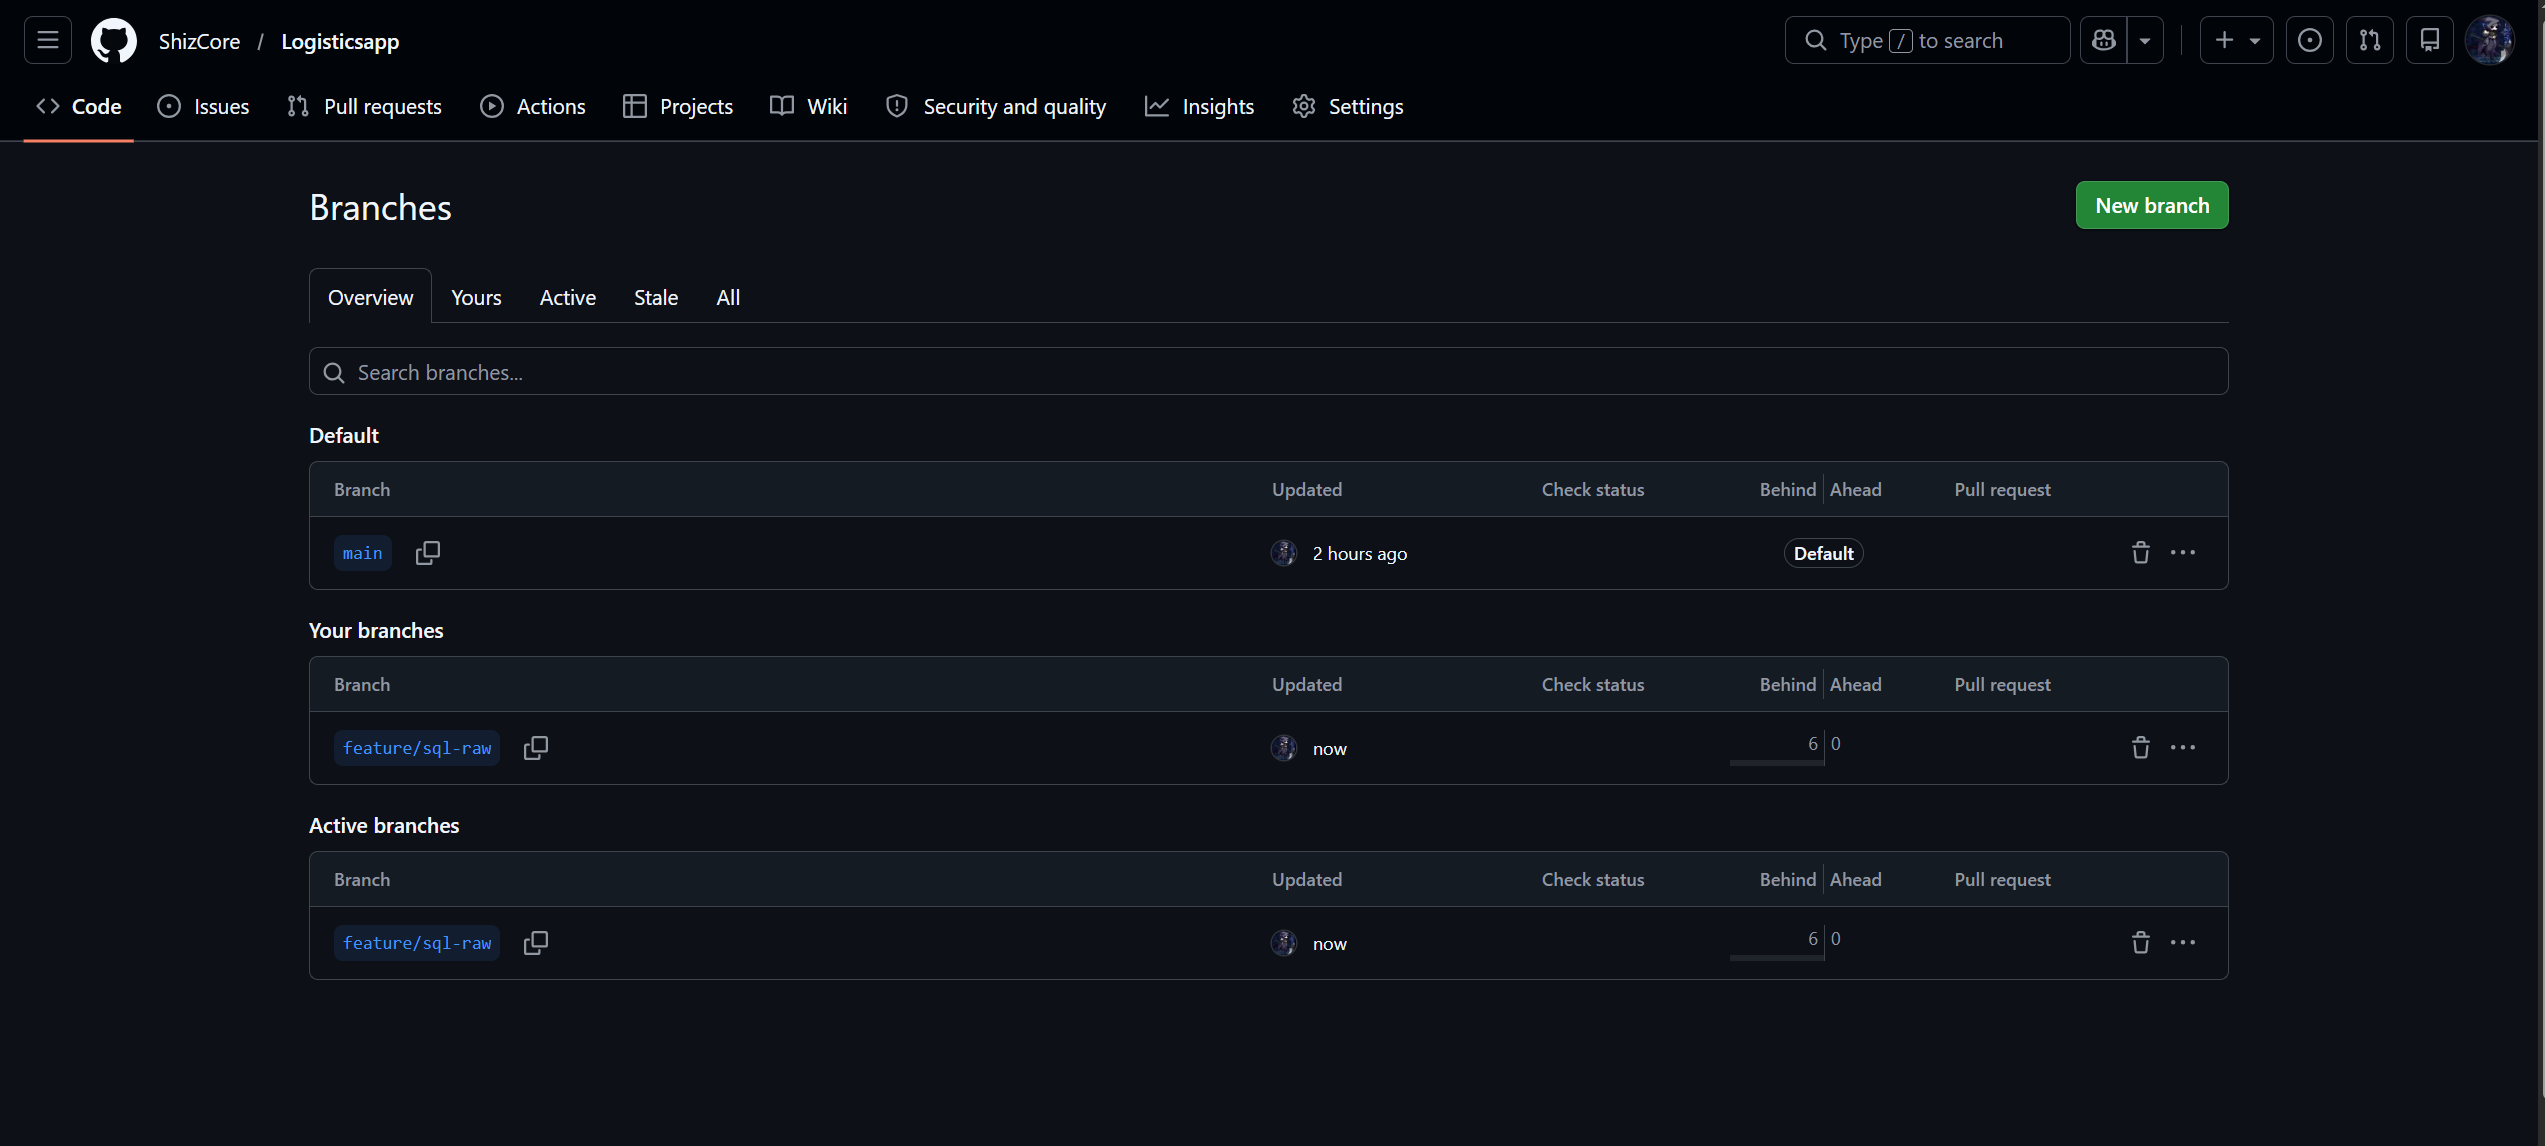 ShizCore / Logisticsapp
Type / to search
Code Issues Pull requests Actions Projects Wiki Security and quality Insights Settings
Branches
New branch
Overview Yours Active Stale All
Search branches...
Default
Branch Updated Check status Behind Ahead Pull request
main 2 hours ago Default
Your branches
Branch Updated Check status Behind Ahead Pull request
feature/sql-raw now 6 0
Active branches
Branch Updated Check status Behind Ahead Pull request
feature/sql-raw now 6 0